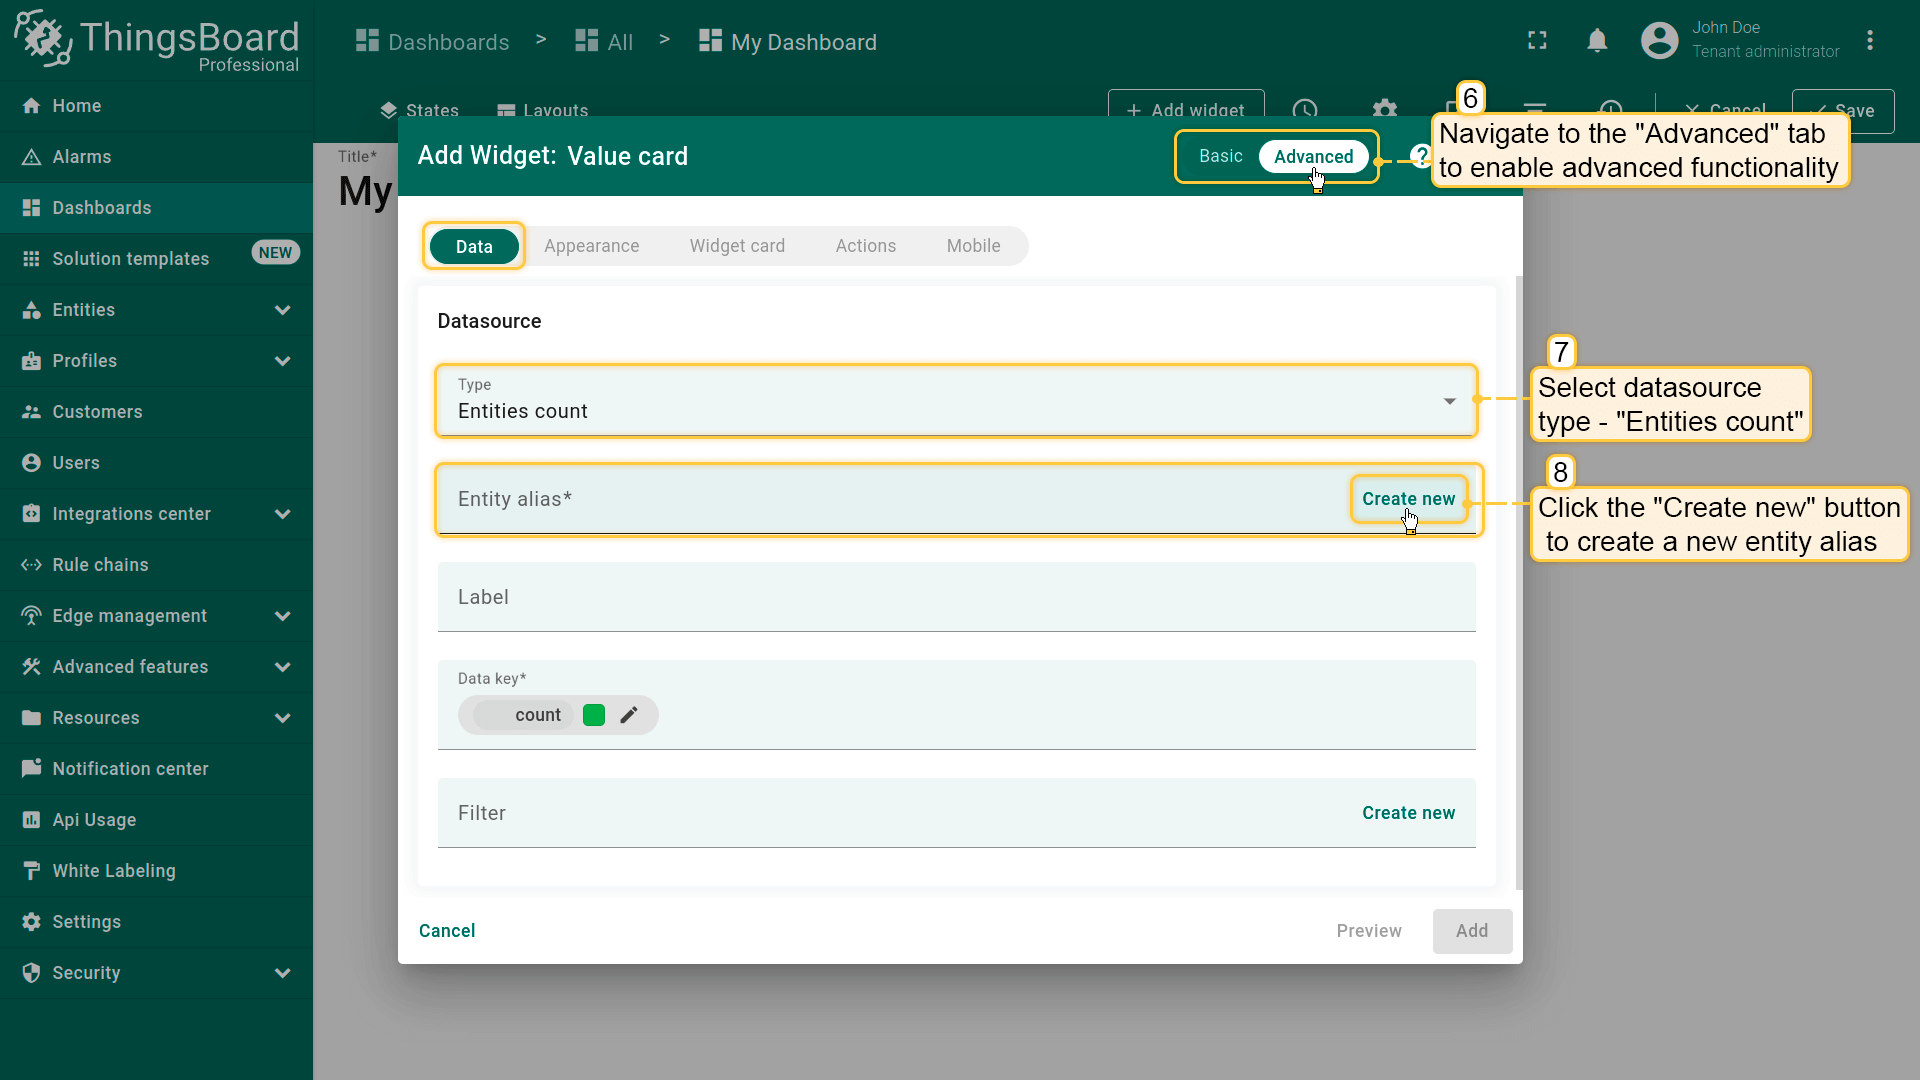 ThingsBoard
Professional
Dashboards > All > My Dashboard
John Doe
Tenant administrator
Home
Alarms
Dashboards
Solution templates NEW
Entities
Profiles
Customers
Users
Integrations center
Rule chains
Edge management
Advanced features
Resources
Notification center
Api Usage
White Labeling
Settings
Security
States Layouts + Add widget Cancel Save
Title*
My
Add Widget: Value card
Basic Advanced
?
6
Navigate to the "Advanced" tab
to enable advanced functionality
Data Appearance Widget card Actions Mobile
Datasource
Type
Entities count
7
Select datasource
type - "Entities count"
Entity alias* Create new
8
Click the "Create new" button
to create a new entity alias
Label
Data key*
count
Filter Create new
Cancel Preview Add